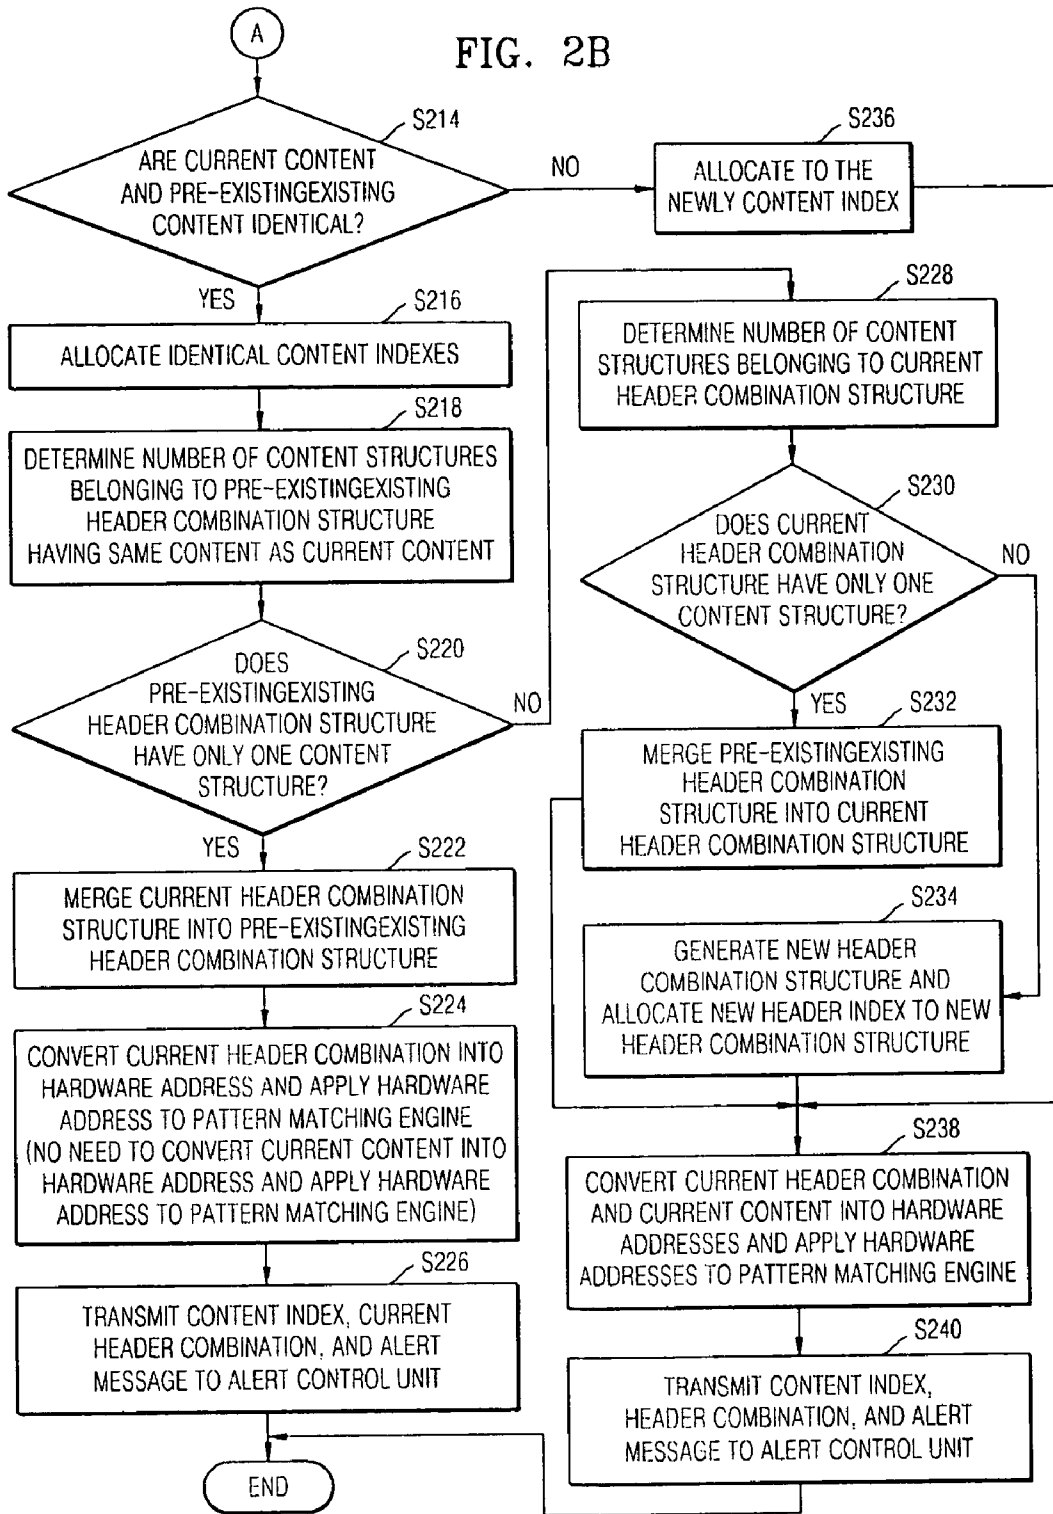 A
FIG. 2B
S214
ARE CURRENT CONTENT
AND PRE-EXISTINGEXISTING
CONTENT IDENTICAL?
NO
S236
ALLOCATE TO THE
NEWLY CONTENT INDEX
YES
S216
ALLOCATE IDENTICAL CONTENT INDEXES
S218
DETERMINE NUMBER OF CONTENT STRUCTURES
BELONGING TO PRE-EXISTINGEXISTING
HEADER COMBINATION STRUCTURE
HAVING SAME CONTENT AS CURRENT CONTENT
S220
DOES
PRE-EXISTINGEXISTING
HEADER COMBINATION STRUCTURE
HAVE ONLY ONE CONTENT
STRUCTURE?
NO
YES
S222
MERGE CURRENT HEADER COMBINATION
STRUCTURE INTO PRE-EXISTINGEXISTING
HEADER COMBINATION STRUCTURE
S224
CONVERT CURRENT HEADER COMBINATION INTO
HARDWARE ADDRESS AND APPLY HARDWARE
ADDRESS TO PATTERN MATCHING ENGINE
(NO NEED TO CONVERT CURRENT CONTENT INTO
HARDWARE ADDRESS AND APPLY HARDWARE
ADDRESS TO PATTERN MATCHING ENGINE)
S226
TRANSMIT CONTENT INDEX, CURRENT
HEADER COMBINATION, AND ALERT
MESSAGE TO ALERT CONTROL UNIT
END
S228
DETERMINE NUMBER OF CONTENT
STRUCTURES BELONGING TO CURRENT
HEADER COMBINATION STRUCTURE
S230
DOES CURRENT
HEADER COMBINATION
STRUCTURE HAVE ONLY ONE
CONTENT STRUCTURE?
NO
YES
S232
MERGE PRE-EXISTINGEXISTING
HEADER COMBINATION
STRUCTURE INTO CURRENT
HEADER COMBINATION STRUCTURE
S234
GENERATE NEW HEADER
COMBINATION STRUCTURE AND
ALLOCATE NEW HEADER INDEX TO NEW
HEADER COMBINATION STRUCTURE
S238
CONVERT CURRENT HEADER COMBINATION
AND CURRENT CONTENT INTO HARDWARE
ADDRESSES AND APPLY HARDWARE
ADDRESSES TO PATTERN MATCHING ENGINE
S240
TRANSMIT CONTENT INDEX,
HEADER COMBINATION, AND ALERT
MESSAGE TO ALERT CONTROL UNIT